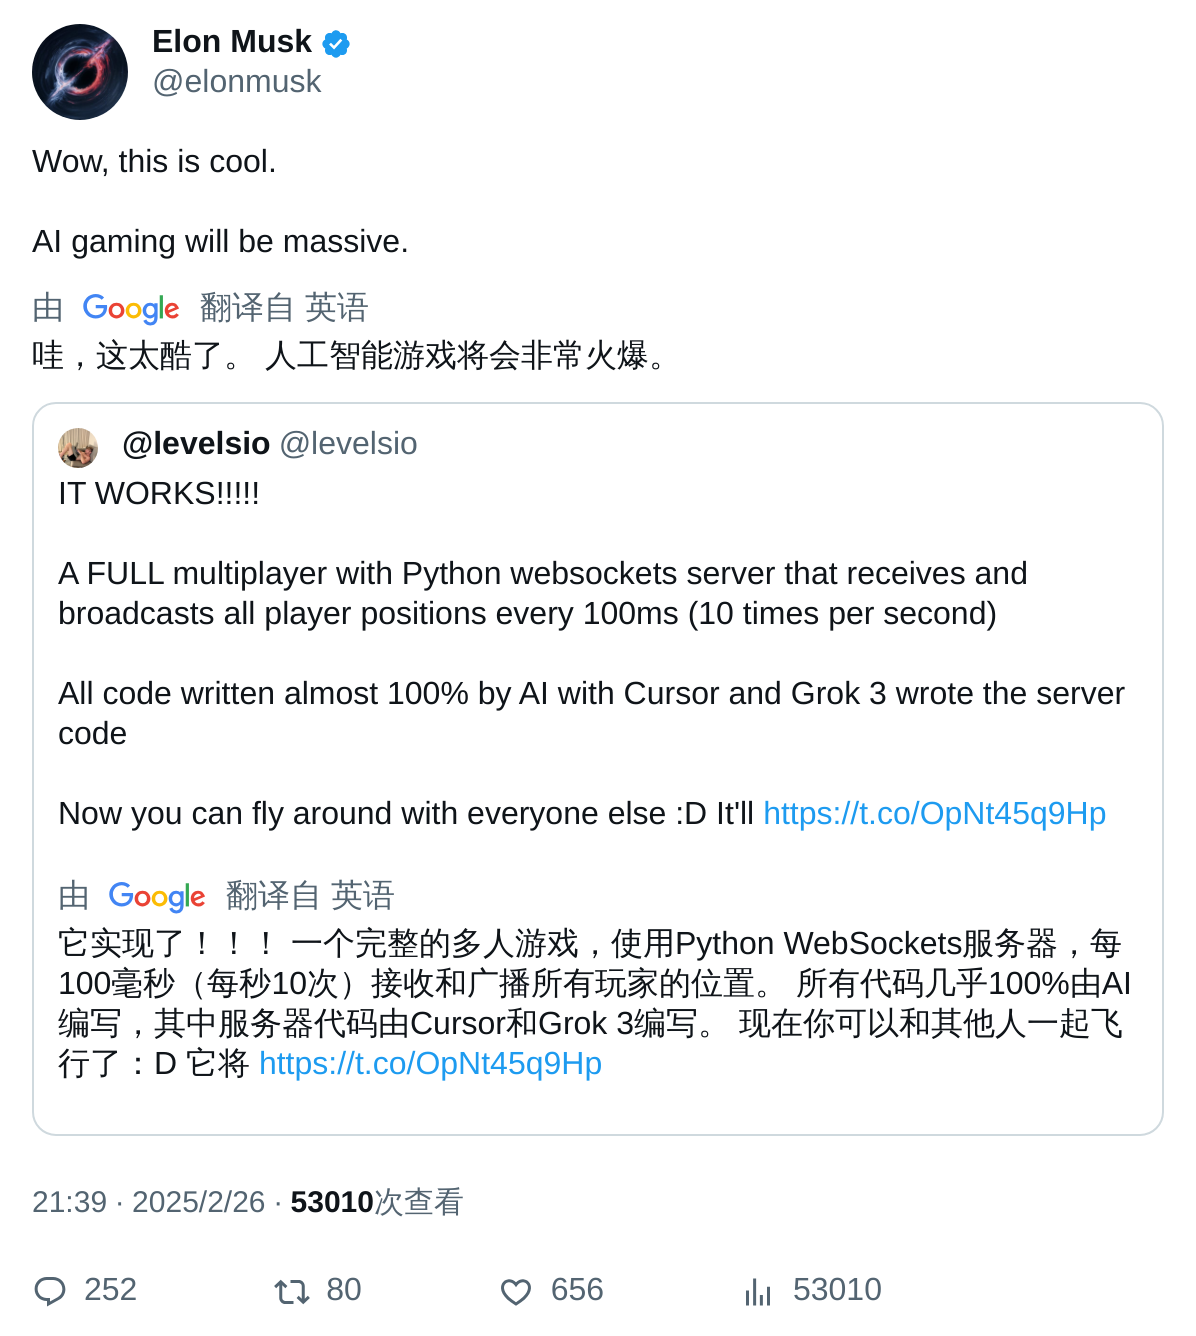 Elon Musk
@elonmusk
Wow, this is cool.
AI gaming will be massive.
由 Google 翻译自 英语
哇，这太酷了。 人工智能游戏将会非常火爆。
@levelsio @levelsio
IT WORKS!!!!!
A FULL multiplayer with Python websockets server that receives and
broadcasts all player positions every 100ms (10 times per second)
All code written almost 100% by AI with Cursor and Grok 3 wrote the server
code
Now you can fly around with everyone else :D It'll https://t.co/OpNt45q9Hp
由 Google 翻译自 英语
它实现了！！！ 一个完整的多人游戏，使用Python WebSockets服务器，每
100毫秒（每秒10次）接收和广播所有玩家的位置。 所有代码几乎100%由AI
编写，其中服务器代码由Cursor和Grok 3编写。 现在你可以和其他人一起飞
行了：D 它将 https://t.co/OpNt45q9Hp
21:39 · 2025/2/26 · 53010次查看
252 80 656 53010